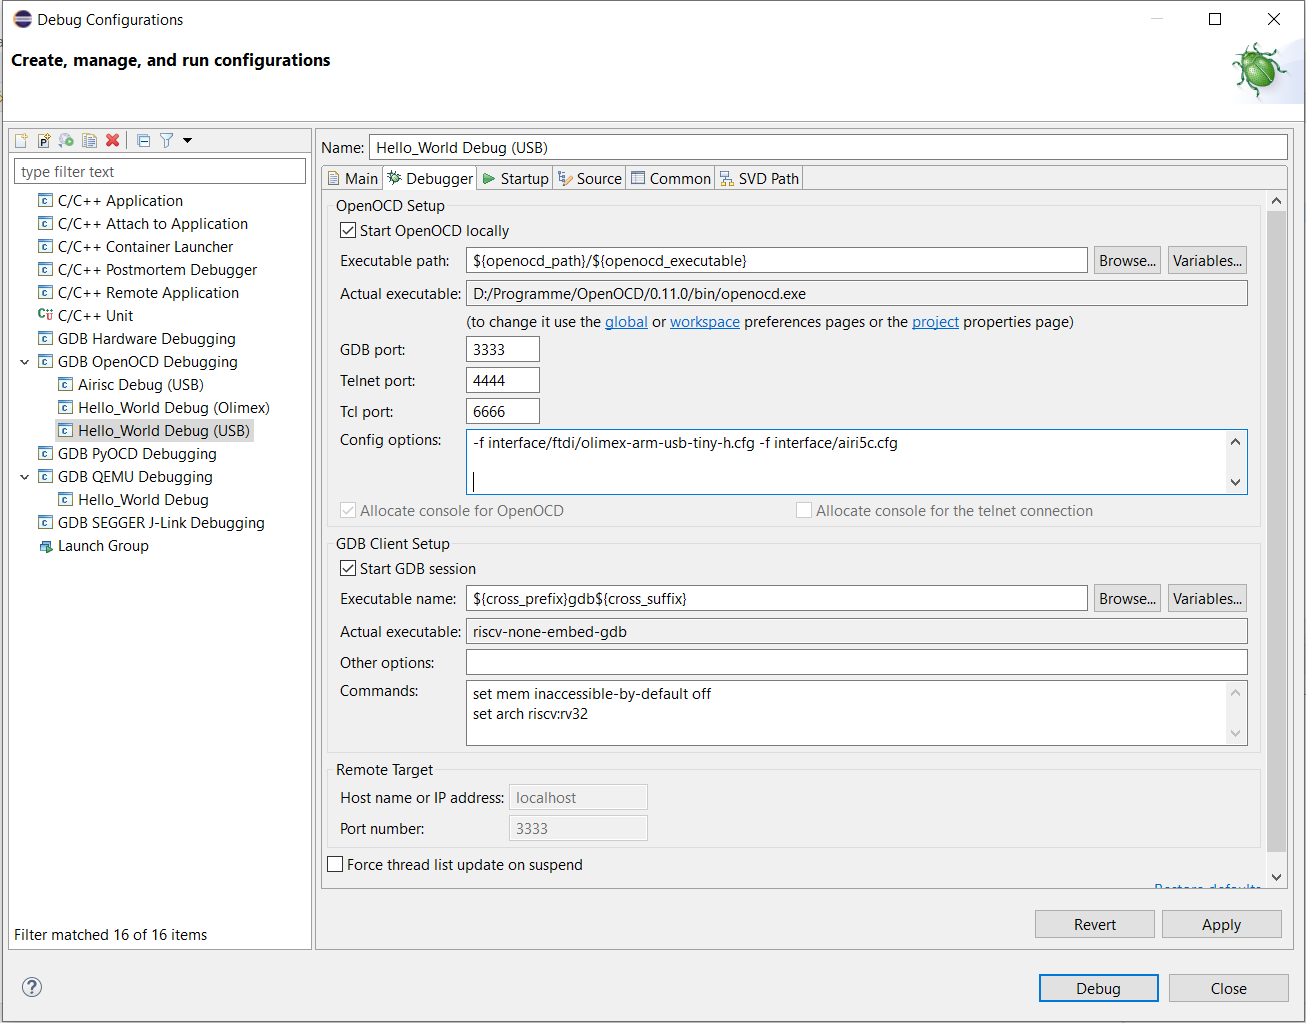 Debug Configurations
Create, manage, and run configurations
type filter text
C/C++ Application
C/C++ Attach to Application
C/C++ Container Launcher
C/C++ Postmortem Debugger
C/C++ Remote Application
C/C++ Unit
GDB Hardware Debugging
GDB OpenOCD Debugging
Airisc Debug (USB)
Hello_World Debug (Olimex)
Hello_World Debug (USB)
GDB PyOCD Debugging
GDB QEMU Debugging
Hello_World Debug
GDB SEGGER J-Link Debugging
Launch Group
Filter matched 16 of 16 items
Name: Hello_World Debug (USB)
Main Debugger Startup Source Common SVD Path
OpenOCD Setup
Start OpenOCD locally
Executable path: ${openocd_path}/${openocd_executable} Browse... Variables...
Actual executable: D:/Programme/OpenOCD/0.11.0/bin/openocd.exe
(to change it use the global or workspace preferences pages or the project properties page)
GDB port: 3333
Telnet port: 4444
Tcl port: 6666
Config options: -f interface/ftdi/olimex-arm-usb-tiny-h.cfg -f interface/airi5c.cfg
Allocate console for OpenOCD Allocate console for the telnet connection
GDB Client Setup
Start GDB session
Executable name: ${cross_prefix}gdb${cross_suffix} Browse... Variables...
Actual executable: riscv-none-embed-gdb
Other options:
Commands: set mem inaccessible-by-default off
set arch riscv:rv32
Remote Target
Host name or IP address: localhost
Port number: 3333
Force thread list update on suspend
Restore defaults
Revert Apply
Debug Close